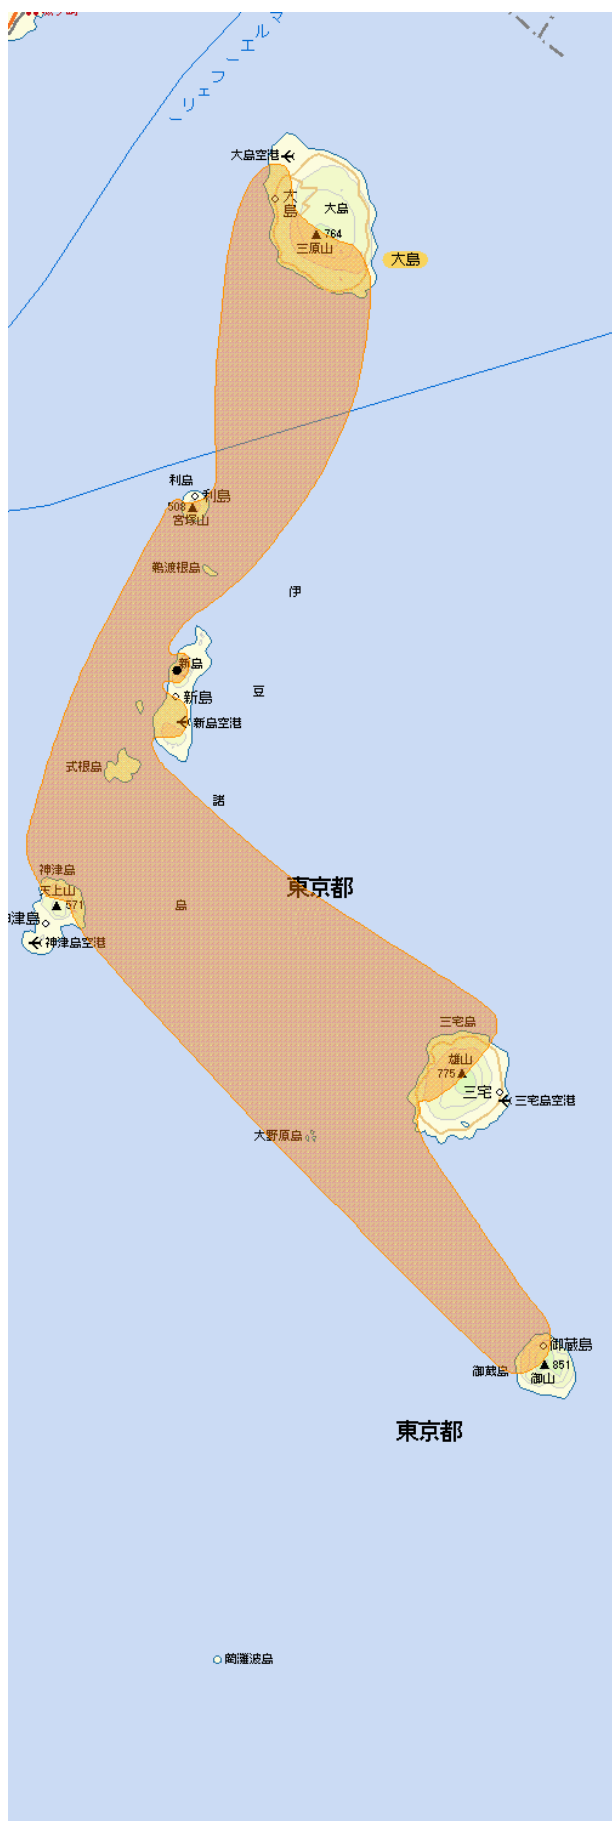 マルエーフェリー
大島空港
大島
大島
764
三原山
大島
利島
利島
508
宮塚山
鵜渡根島
伊
新島
豆
新島
新島空港
式根島
諸
神津島
東京都
天上山
571
島
神津島空港
三宅島
雄山
775
三宅
三宅島空港
大野原島
御蔵島
851
御蔵島
御山
東京都
藺灘波島